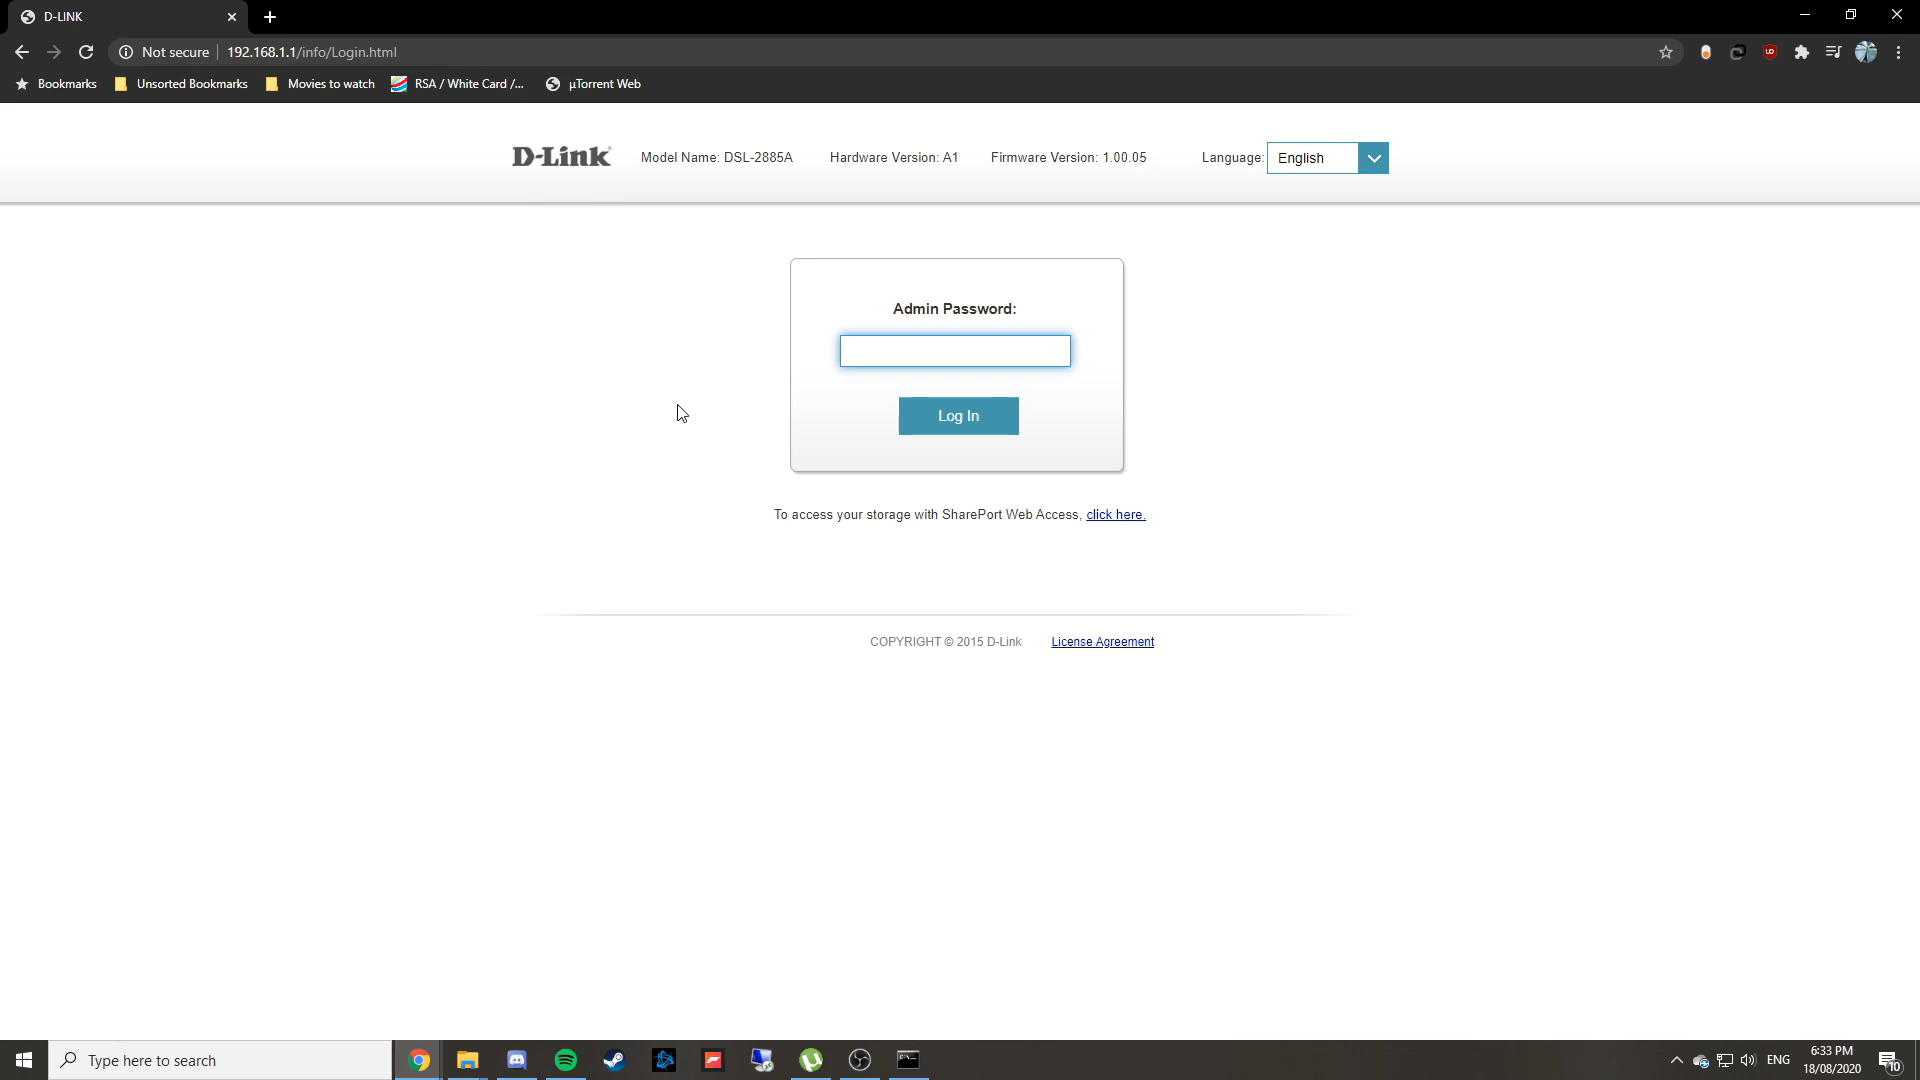 D-LINK
Not secure 192.168.1.1/info/Login.html
Bookmarks Unsorted Bookmarks Movies to watch RSA / White Card /... µTorrent Web
D-Link Model Name: DSL-2885A Hardware Version: A1 Firmware Version: 1.00.05 Language: English
Admin Password:
Log In
To access your storage with SharePort Web Access, click here.
COPYRIGHT © 2015 D-Link License Agreement
Type here to search
ENG
6:33 PM
18/08/2020
10